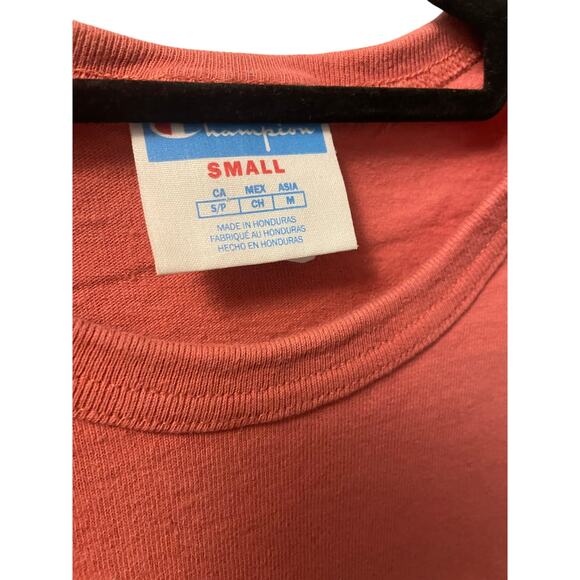 Champion
SMALL
CA MEX ASIA
S/P CH M
MADE IN HONDURAS
FABRIQUÉ AU HONDURAS
HECHO EN HONDURAS